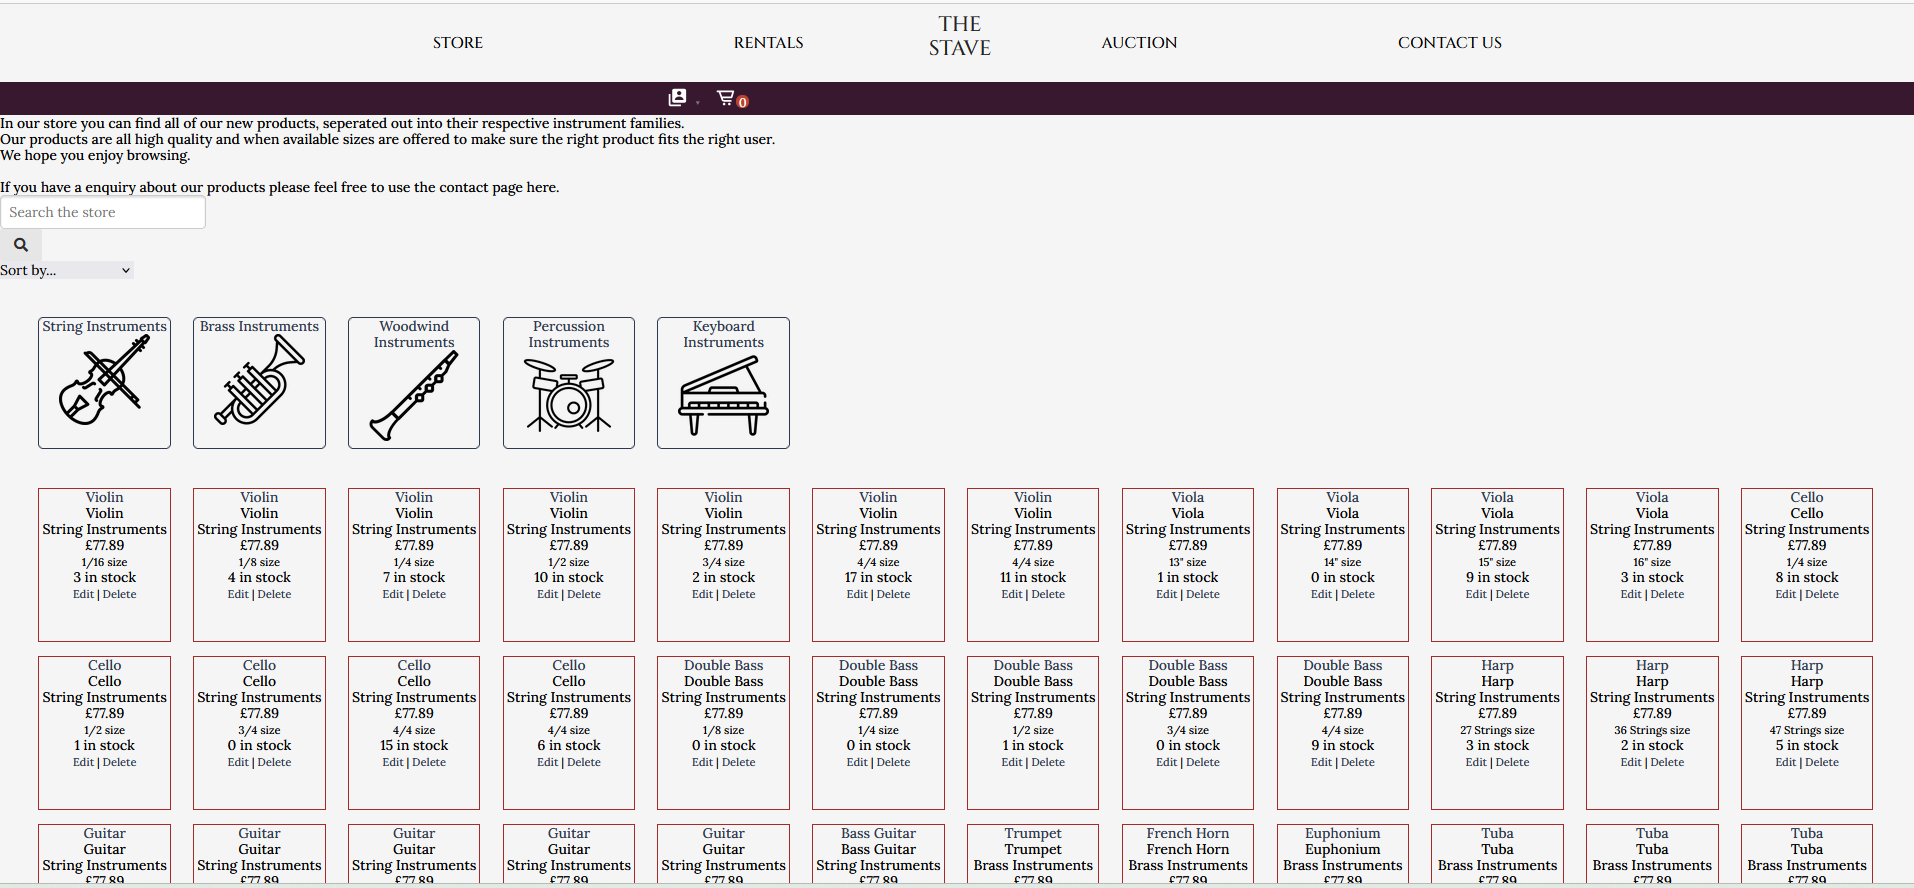 STORE
RENTALS
THE
STAVE
AUCTION
CONTACT US
0
In our store you can find all of our new products, seperated out into their respective instrument families.
Our products are all high quality and when available sizes are offered to make sure the right product fits the right user.
We hope you enjoy browsing.
If you have a enquiry about our products please feel free to use the contact page here.
Search the store
Sort by...
String Instruments
Brass Instruments
Woodwind
Instruments
Percussion
Instruments
Keyboard
Instruments
Violin
Violin
String Instruments
£77.89
1/16 size
3 in stock
Edit | Delete
Violin
Violin
String Instruments
£77.89
1/8 size
4 in stock
Edit | Delete
Violin
Violin
String Instruments
£77.89
1/4 size
7 in stock
Edit | Delete
Violin
Violin
String Instruments
£77.89
1/2 size
10 in stock
Edit | Delete
Violin
Violin
String Instruments
£77.89
3/4 size
2 in stock
Edit | Delete
Violin
Violin
String Instruments
£77.89
4/4 size
17 in stock
Edit | Delete
Violin
Violin
String Instruments
£77.89
4/4 size
11 in stock
Edit | Delete
Viola
Viola
String Instruments
£77.89
13" size
1 in stock
Edit | Delete
Viola
Viola
String Instruments
£77.89
14" size
0 in stock
Edit | Delete
Viola
Viola
String Instruments
£77.89
15" size
9 in stock
Edit | Delete
Viola
Viola
String Instruments
£77.89
16" size
3 in stock
Edit | Delete
Cello
Cello
String Instruments
£77.89
1/4 size
8 in stock
Edit | Delete
Cello
Cello
String Instruments
£77.89
1/2 size
1 in stock
Edit | Delete
Cello
Cello
String Instruments
£77.89
3/4 size
0 in stock
Edit | Delete
Cello
Cello
String Instruments
£77.89
4/4 size
15 in stock
Edit | Delete
Cello
Cello
String Instruments
£77.89
4/4 size
6 in stock
Edit | Delete
Double Bass
Double Bass
String Instruments
£77.89
1/8 size
0 in stock
Edit | Delete
Double Bass
Double Bass
String Instruments
£77.89
1/4 size
0 in stock
Edit | Delete
Double Bass
Double Bass
String Instruments
£77.89
1/2 size
1 in stock
Edit | Delete
Double Bass
Double Bass
String Instruments
£77.89
3/4 size
0 in stock
Edit | Delete
Double Bass
Double Bass
String Instruments
£77.89
4/4 size
9 in stock
Edit | Delete
Harp
Harp
String Instruments
£77.89
27 Strings size
3 in stock
Edit | Delete
Harp
Harp
String Instruments
£77.89
36 Strings size
2 in stock
Edit | Delete
Harp
Harp
String Instruments
£77.89
47 Strings size
5 in stock
Edit | Delete
Guitar
Guitar
String Instruments
£77.89
Guitar
Guitar
String Instruments
£77.89
Guitar
Guitar
String Instruments
£77.89
Guitar
Guitar
String Instruments
£77.89
Guitar
Guitar
String Instruments
£77.89
Bass Guitar
Bass Guitar
String Instruments
£77.89
Trumpet
Trumpet
Brass Instruments
£77.89
French Horn
French Horn
Brass Instruments
£77.89
Euphonium
Euphonium
Brass Instruments
£77.89
Tuba
Tuba
Brass Instruments
£77.89
Tuba
Tuba
Brass Instruments
£77.89
Tuba
Tuba
Brass Instruments
£77.89